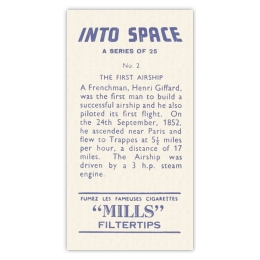 INTO SPACE
A SERIES OF 25
No. 2
THE FIRST AIRSHIP
A Frenchman, Henri Giffard,
was the first man to build a
successful airship and he also
piloted its first flight. On
the 24th September, 1852,
he ascended near Paris and
flew to Trappes at 5½ miles
per hour, a distance of 17
miles. The Airship was
driven by a 3 h.p. steam
engine.
FUMEZ LES FAMEUSES CIGARETTES
"MILLS"
FILTERTIPS